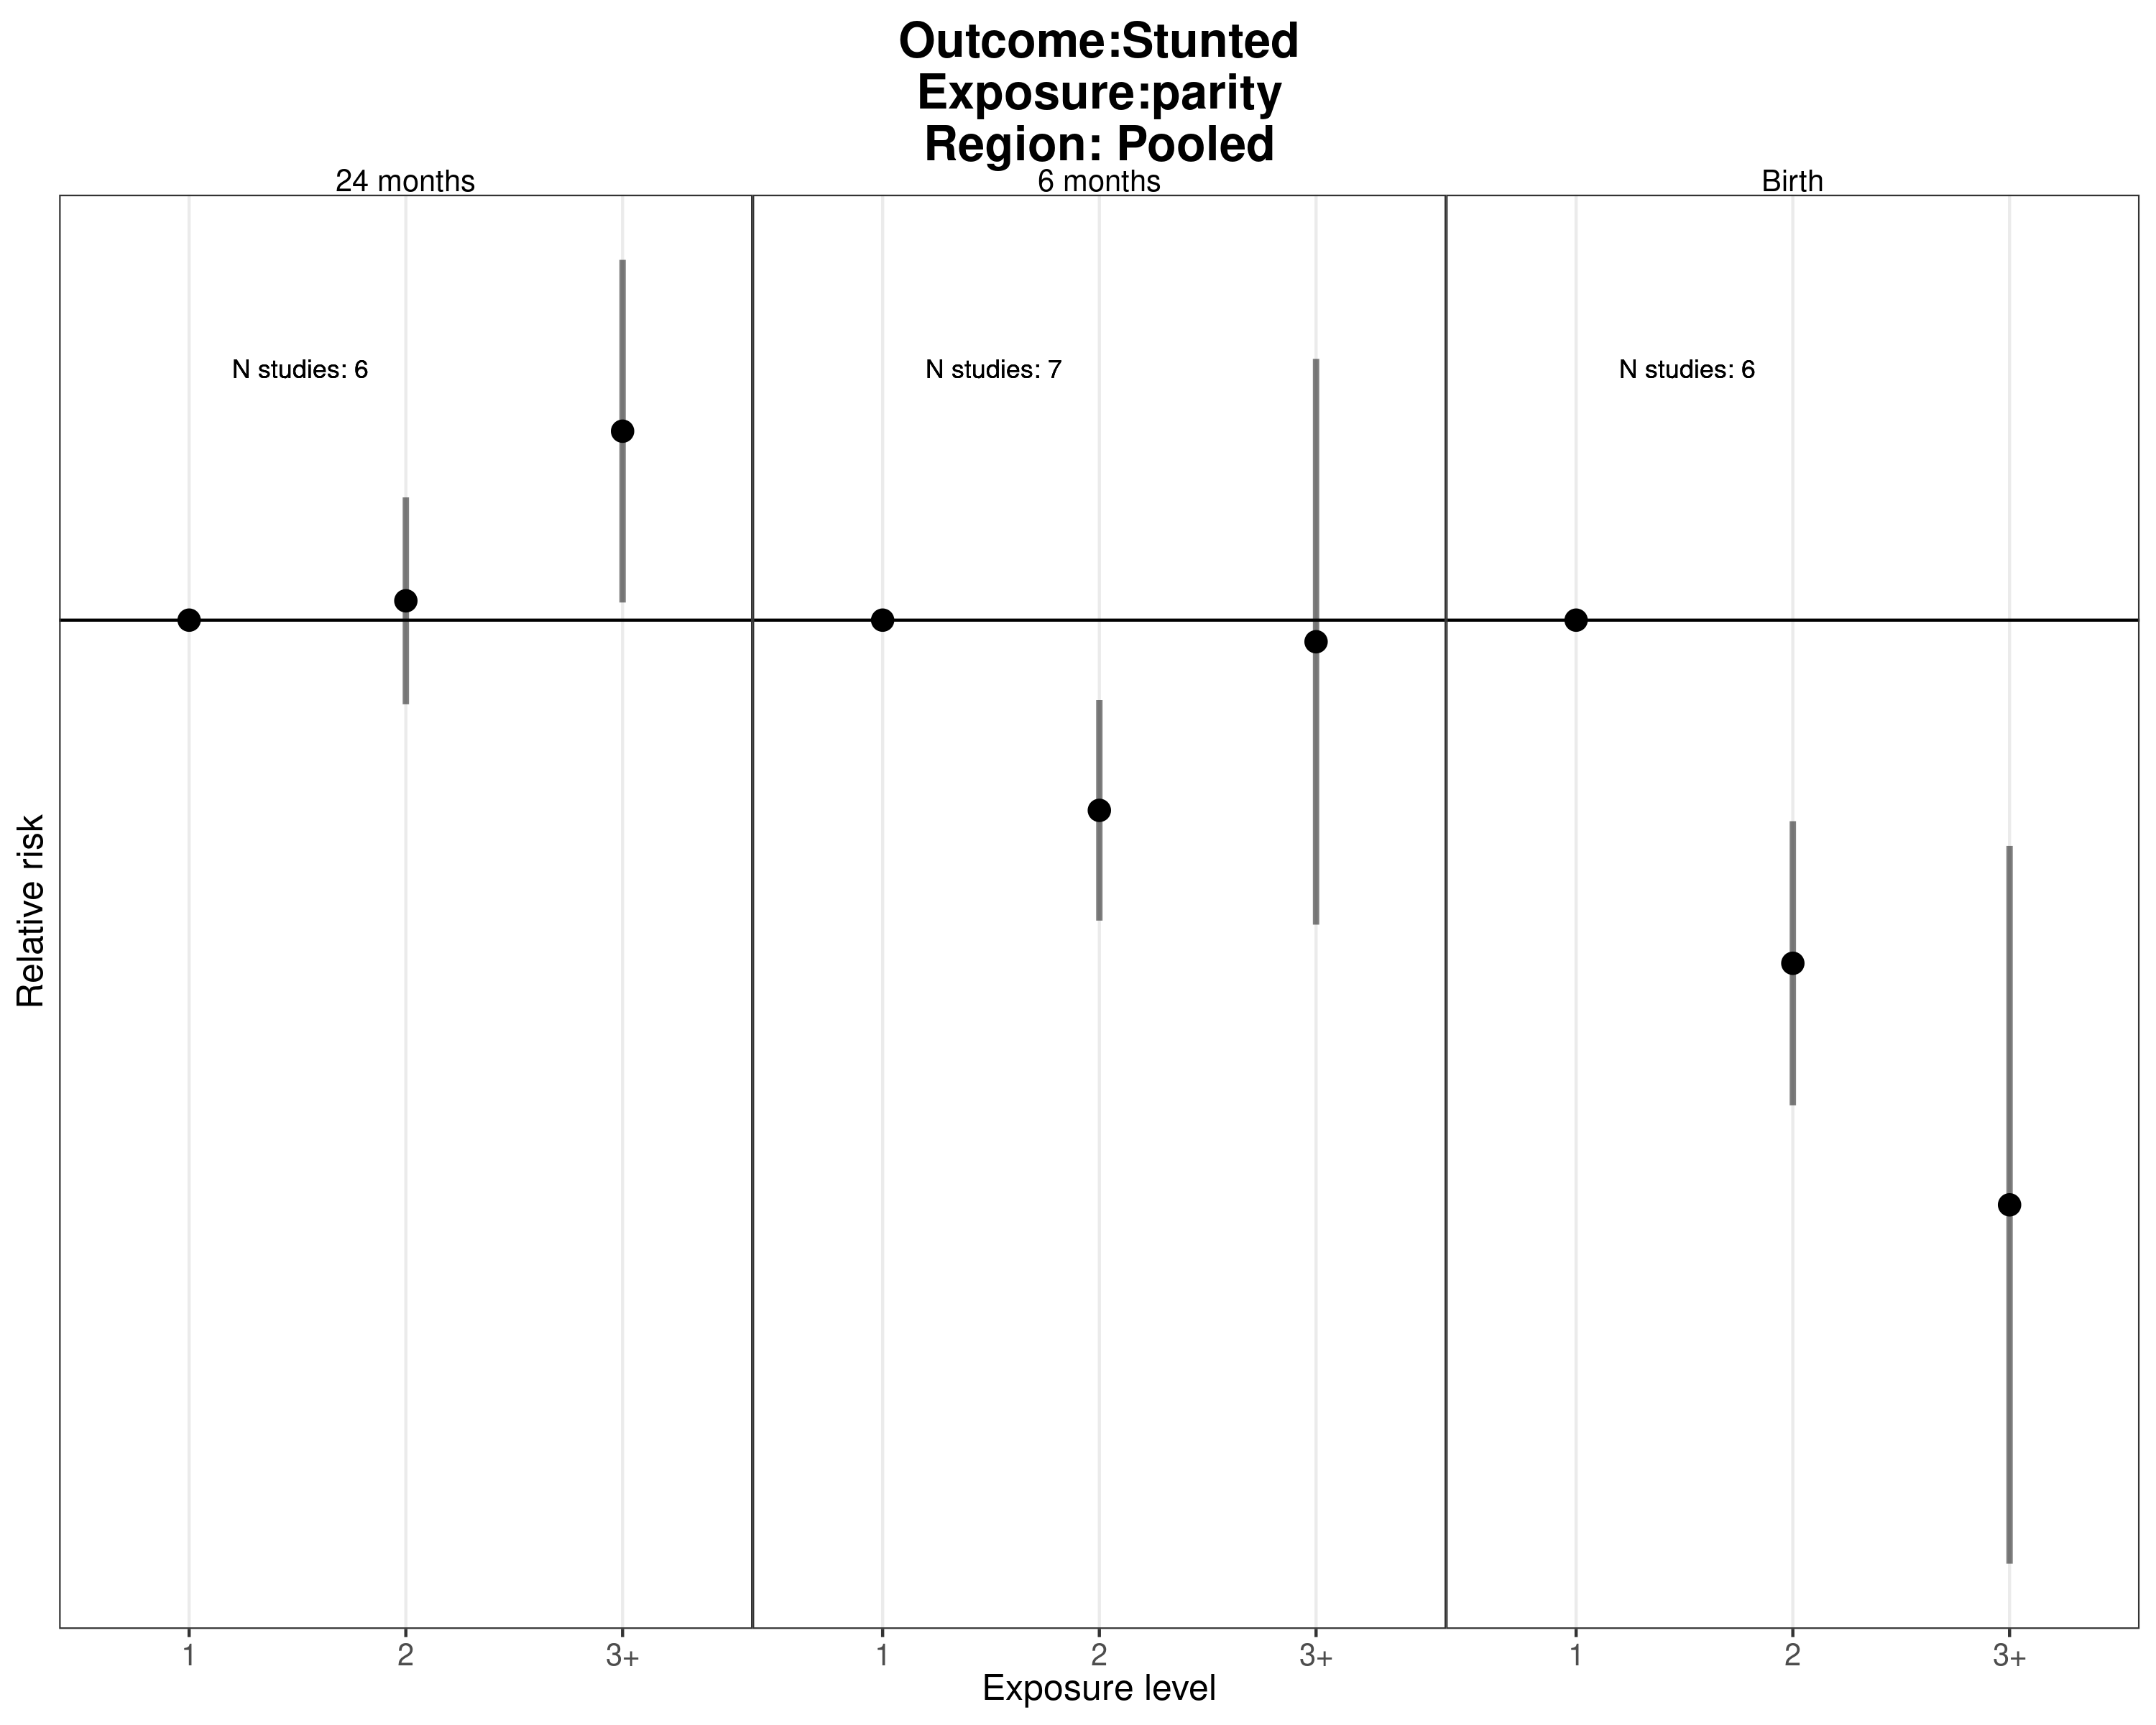 Outcome:Stunted
Exposure:parity
Region: Pooled
24 months
6 months
Birth
N studies: 6
N studies: 7
N studies: 6
Relative risk
1
2
3+
1
2
3+
1
2
3+
Exposure level